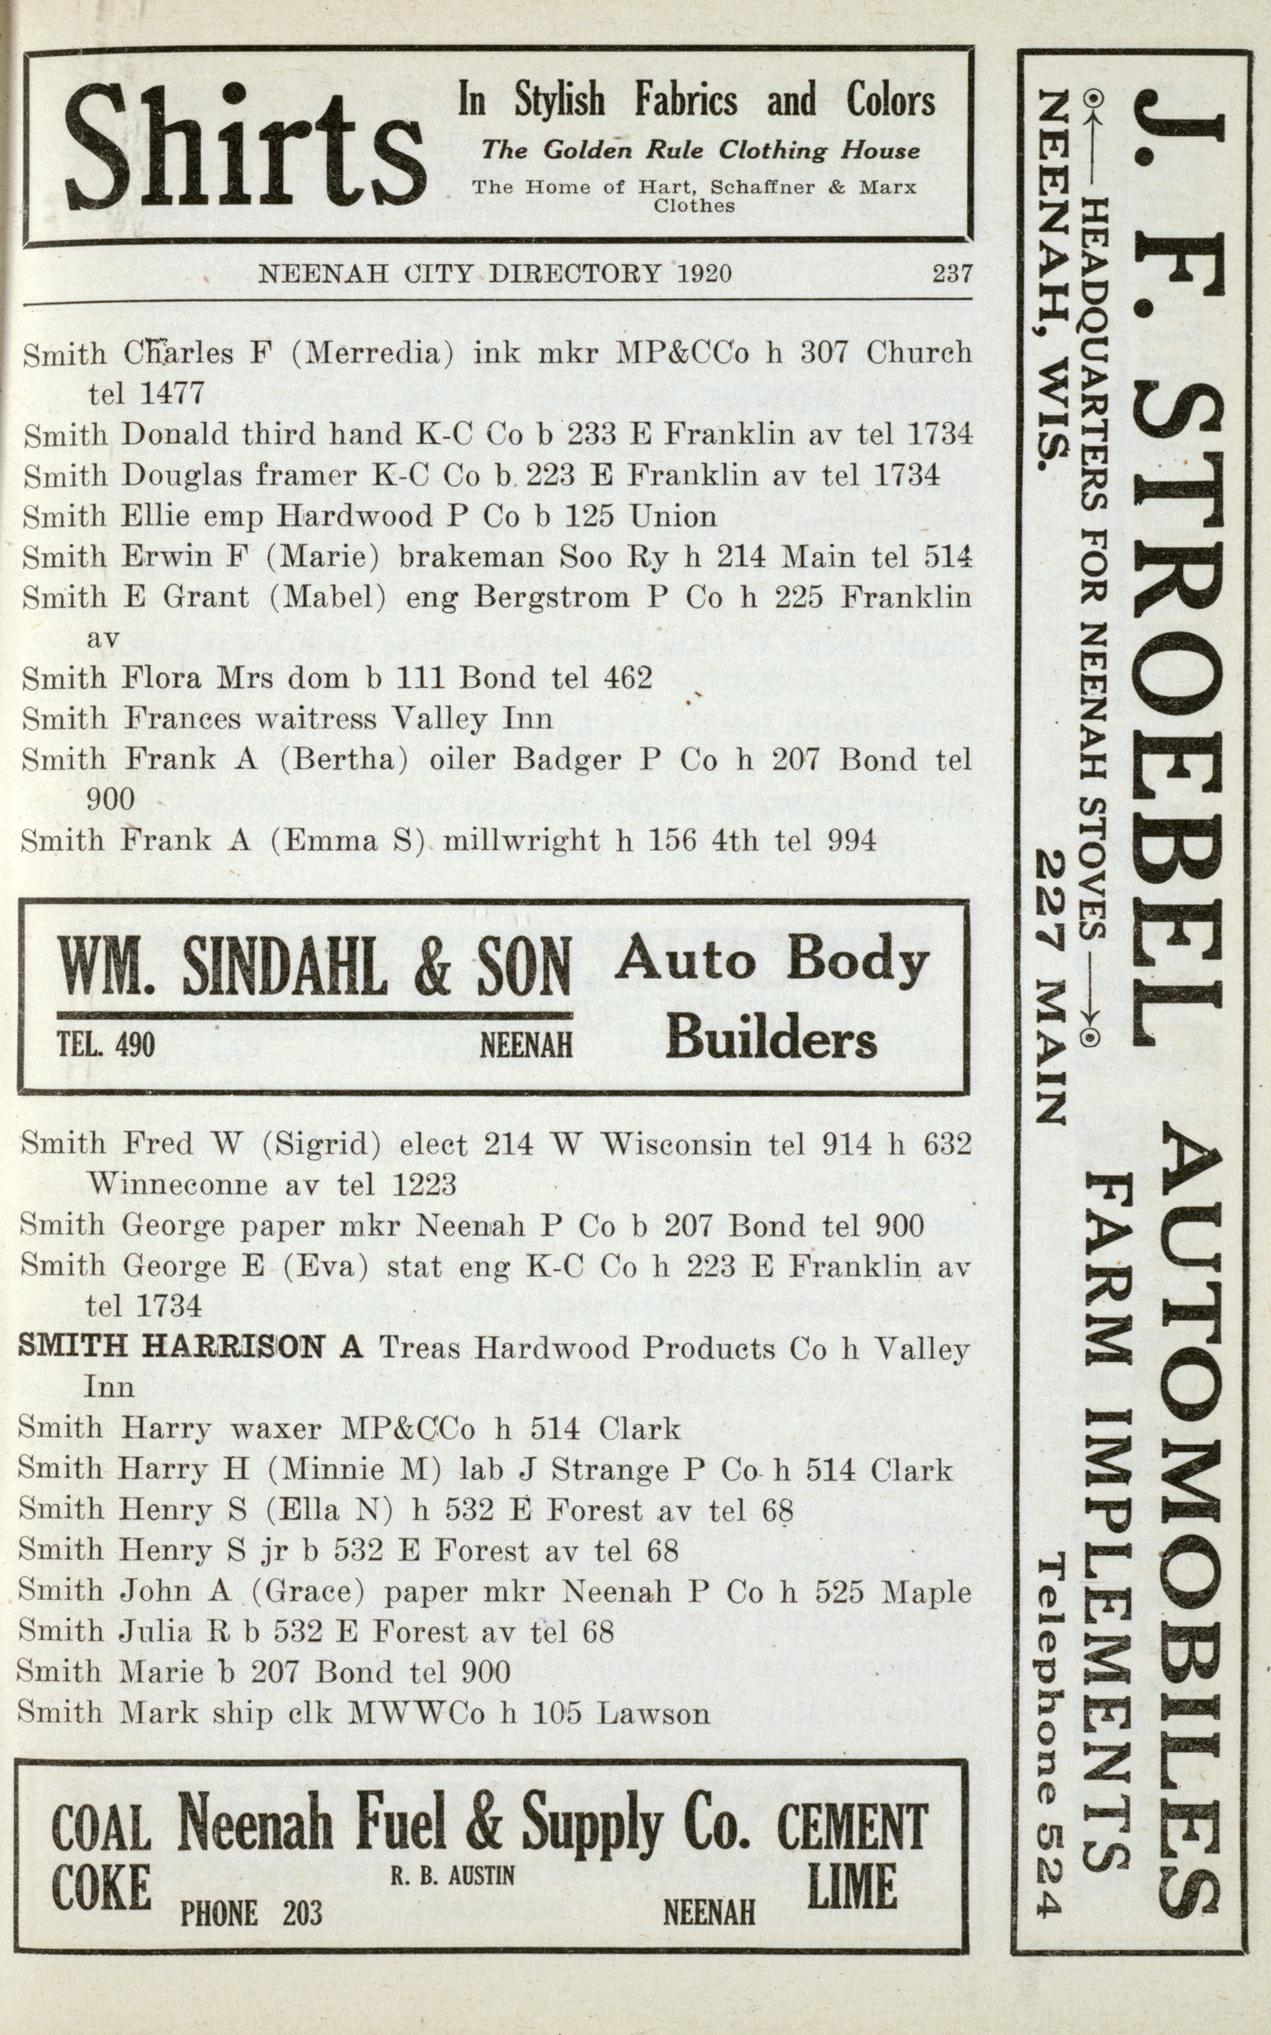 Shirts
In Stylish Fabrics and Colors
The Golden Rule Clothing House
The Home of Hart, Schaffner & Marx
Clothes
NEENAH CITY DIRECTORY 1920 237
Smith Charles F (Merredia) ink mkr MP&CCo h 307 Church
tel 1477
Smith Donald third hand K-C Co b 233 E Franklin av tel 1734
Smith Douglas framer K-C Co b 223 E Franklin av tel 1734
Smith Ellie emp Hardwood P Co b 125 Union
Smith Erwin F (Marie) brakeman Soo Ry h 214 Main tel 514
Smith E Grant (Mabel) eng Bergstrom P Co h 225 Franklin
av
Smith Flora Mrs dom b 111 Bond tel 462
Smith Frances waitress Valley Inn
Smith Frank A (Bertha) oiler Badger P Co h 207 Bond tel
900
Smith Frank A (Emma S) millwright h 156 4th tel 994
WM. SINDAHL & SON
TEL. 490 NEENAH
Auto Body
Builders
Smith Fred W (Sigrid) elect 214 W Wisconsin tel 914 h 632
Winneconne av tel 1223
Smith George paper mkr Neenah P Co b 207 Bond tel 900
Smith George E (Eva) stat eng K-C Co h 223 E Franklin av
tel 1734
SMITH HARRISON A Treas Hardwood Products Co h Valley
Inn
Smith Harry waxer MP&CCo h 514 Clark
Smith Harry H (Minnie M) lab J Strange P Co h 514 Clark
Smith Henry S (Ella N) h 532 E Forest av tel 68
Smith Henry S jr b 532 E Forest av tel 68
Smith John A (Grace) paper mkr Neenah P Co h 525 Maple
Smith Julia R b 532 E Forest av tel 68
Smith Marie b 207 Bond tel 900
Smith Mark ship clk MWWCo h 105 Lawson
COAL
COKE
Neenah Fuel & Supply Co.
R. B. AUSTIN
PHONE 203 NEENAH
CEMENT
LIME
J. F. STROEBEL
HEADQUARTERS FOR NEENAH STOVES
NEENAH, WIS. 227 MAIN
AUTOMOBILES
FARM IMPLEMENTS
Telephone 524